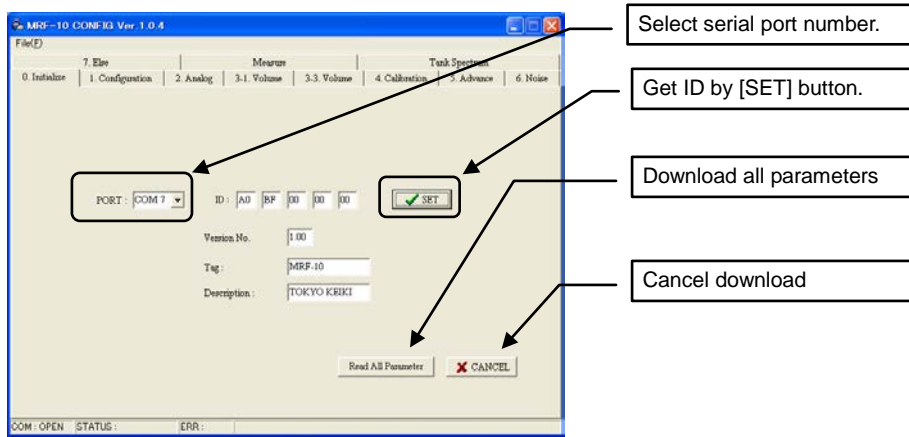 MRF-10 CONFIG Ver.1.0.4
File(F)
7. Else Measure Tank Spectrum
0. Initialize 1. Configuration 2. Analog 3-1. Volume 3-3. Volume 4. Calibration 5. Advance 6. Noise
PORT : COM 7 ID : A0 BF 00 00 00 SET
Version No. 1.00
Tag : MRF-10
Description : TOKYO KEIKI
Read All Parameter CANCEL
COM : OPEN STATUS : ERR :
Select serial port number.
Get ID by [SET] button.
Download all parameters
Cancel download